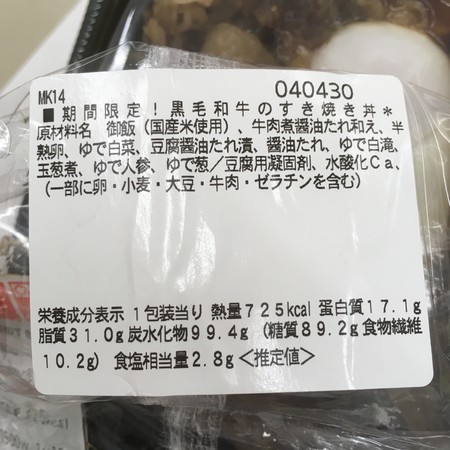 MK14 040430
■期間限定！黒毛和牛のすき焼き丼＊
原材料名 御飯（国産米使用）、牛肉煮醤油たれ和え、半
熟卵、ゆで白菜、豆腐醤油たれ漬、醤油たれ、ゆで白滝、
玉葱煮、ゆで人参、ゆで葱／豆腐用凝固剤、水酸化Ｃａ、
（一部に卵・小麦・大豆・牛肉・ゼラチンを含む）
栄養成分表示 1包装当り 熱量725kcal 蛋白質17.1g
脂質31.0g炭水化物99.4g（糖質89.2g食物繊維
10.2g） 食塩相当量2.8g＜推定値＞